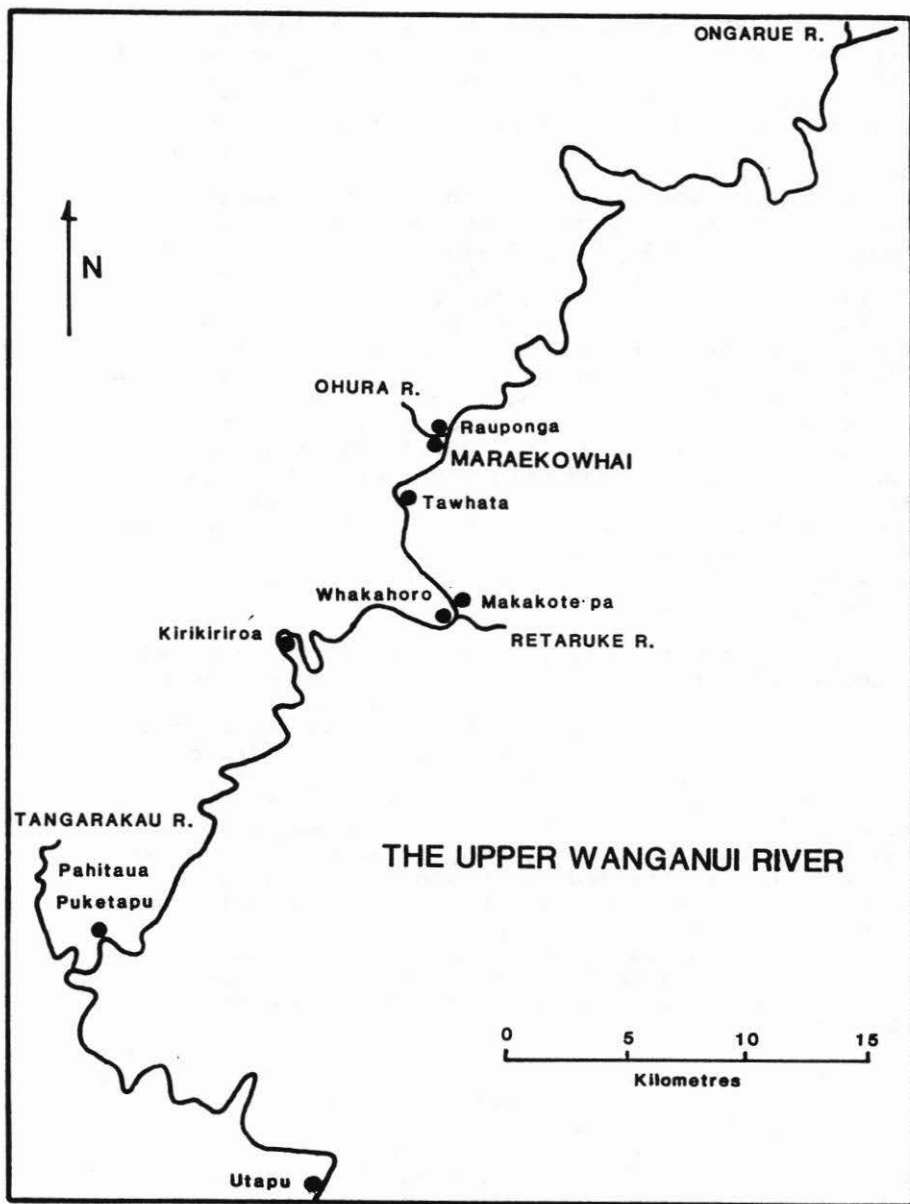 ONGARUE R.
N
OHURA R.
Rauponga
MARAEKOWHAI
Tawhata
Whakahoro
Makakote pa
Kirikiriroa
RETARUKE R.
TANGARAKAU R.
Pahitaua
Puketapu
THE UPPER WANGANUI RIVER
0 5 10 15
Kilometres
Utapu